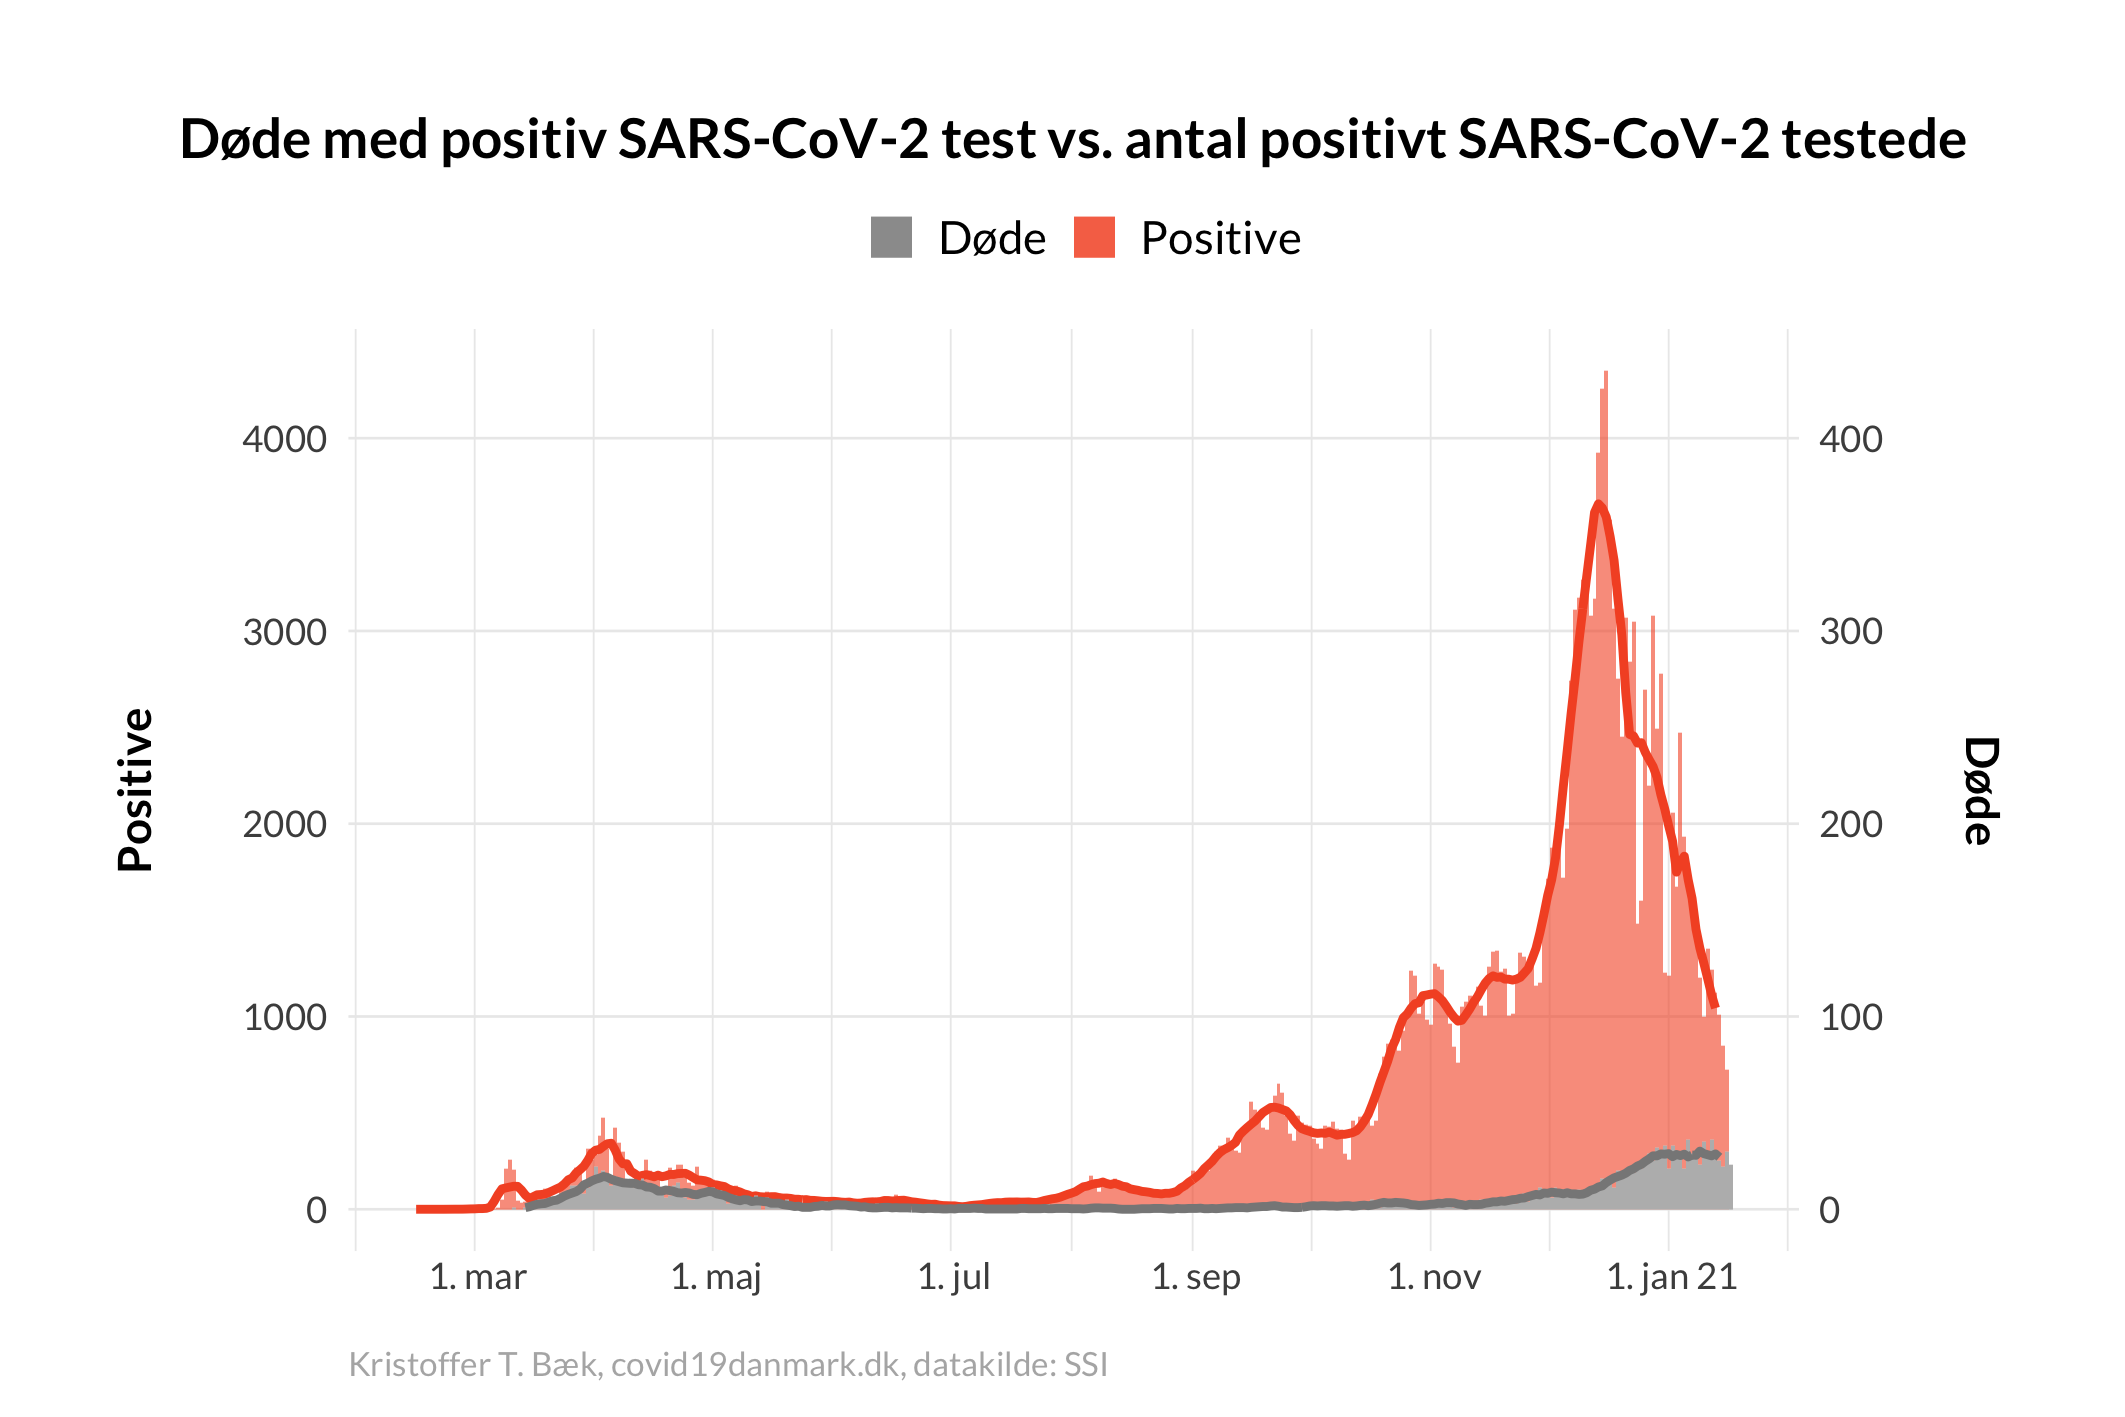 Døde med positiv SARS-CoV-2 test vs. antal positivt SARS-CoV-2 testede
Døde Positive
4000 400
3000 300
Positive Døde
2000 200
1000 100
0 0
1. mar 1. maj 1. jul 1. sep 1. nov 1. jan 21
Kristoffer T. Bæk, covid19danmark.dk, datakilde: SSI